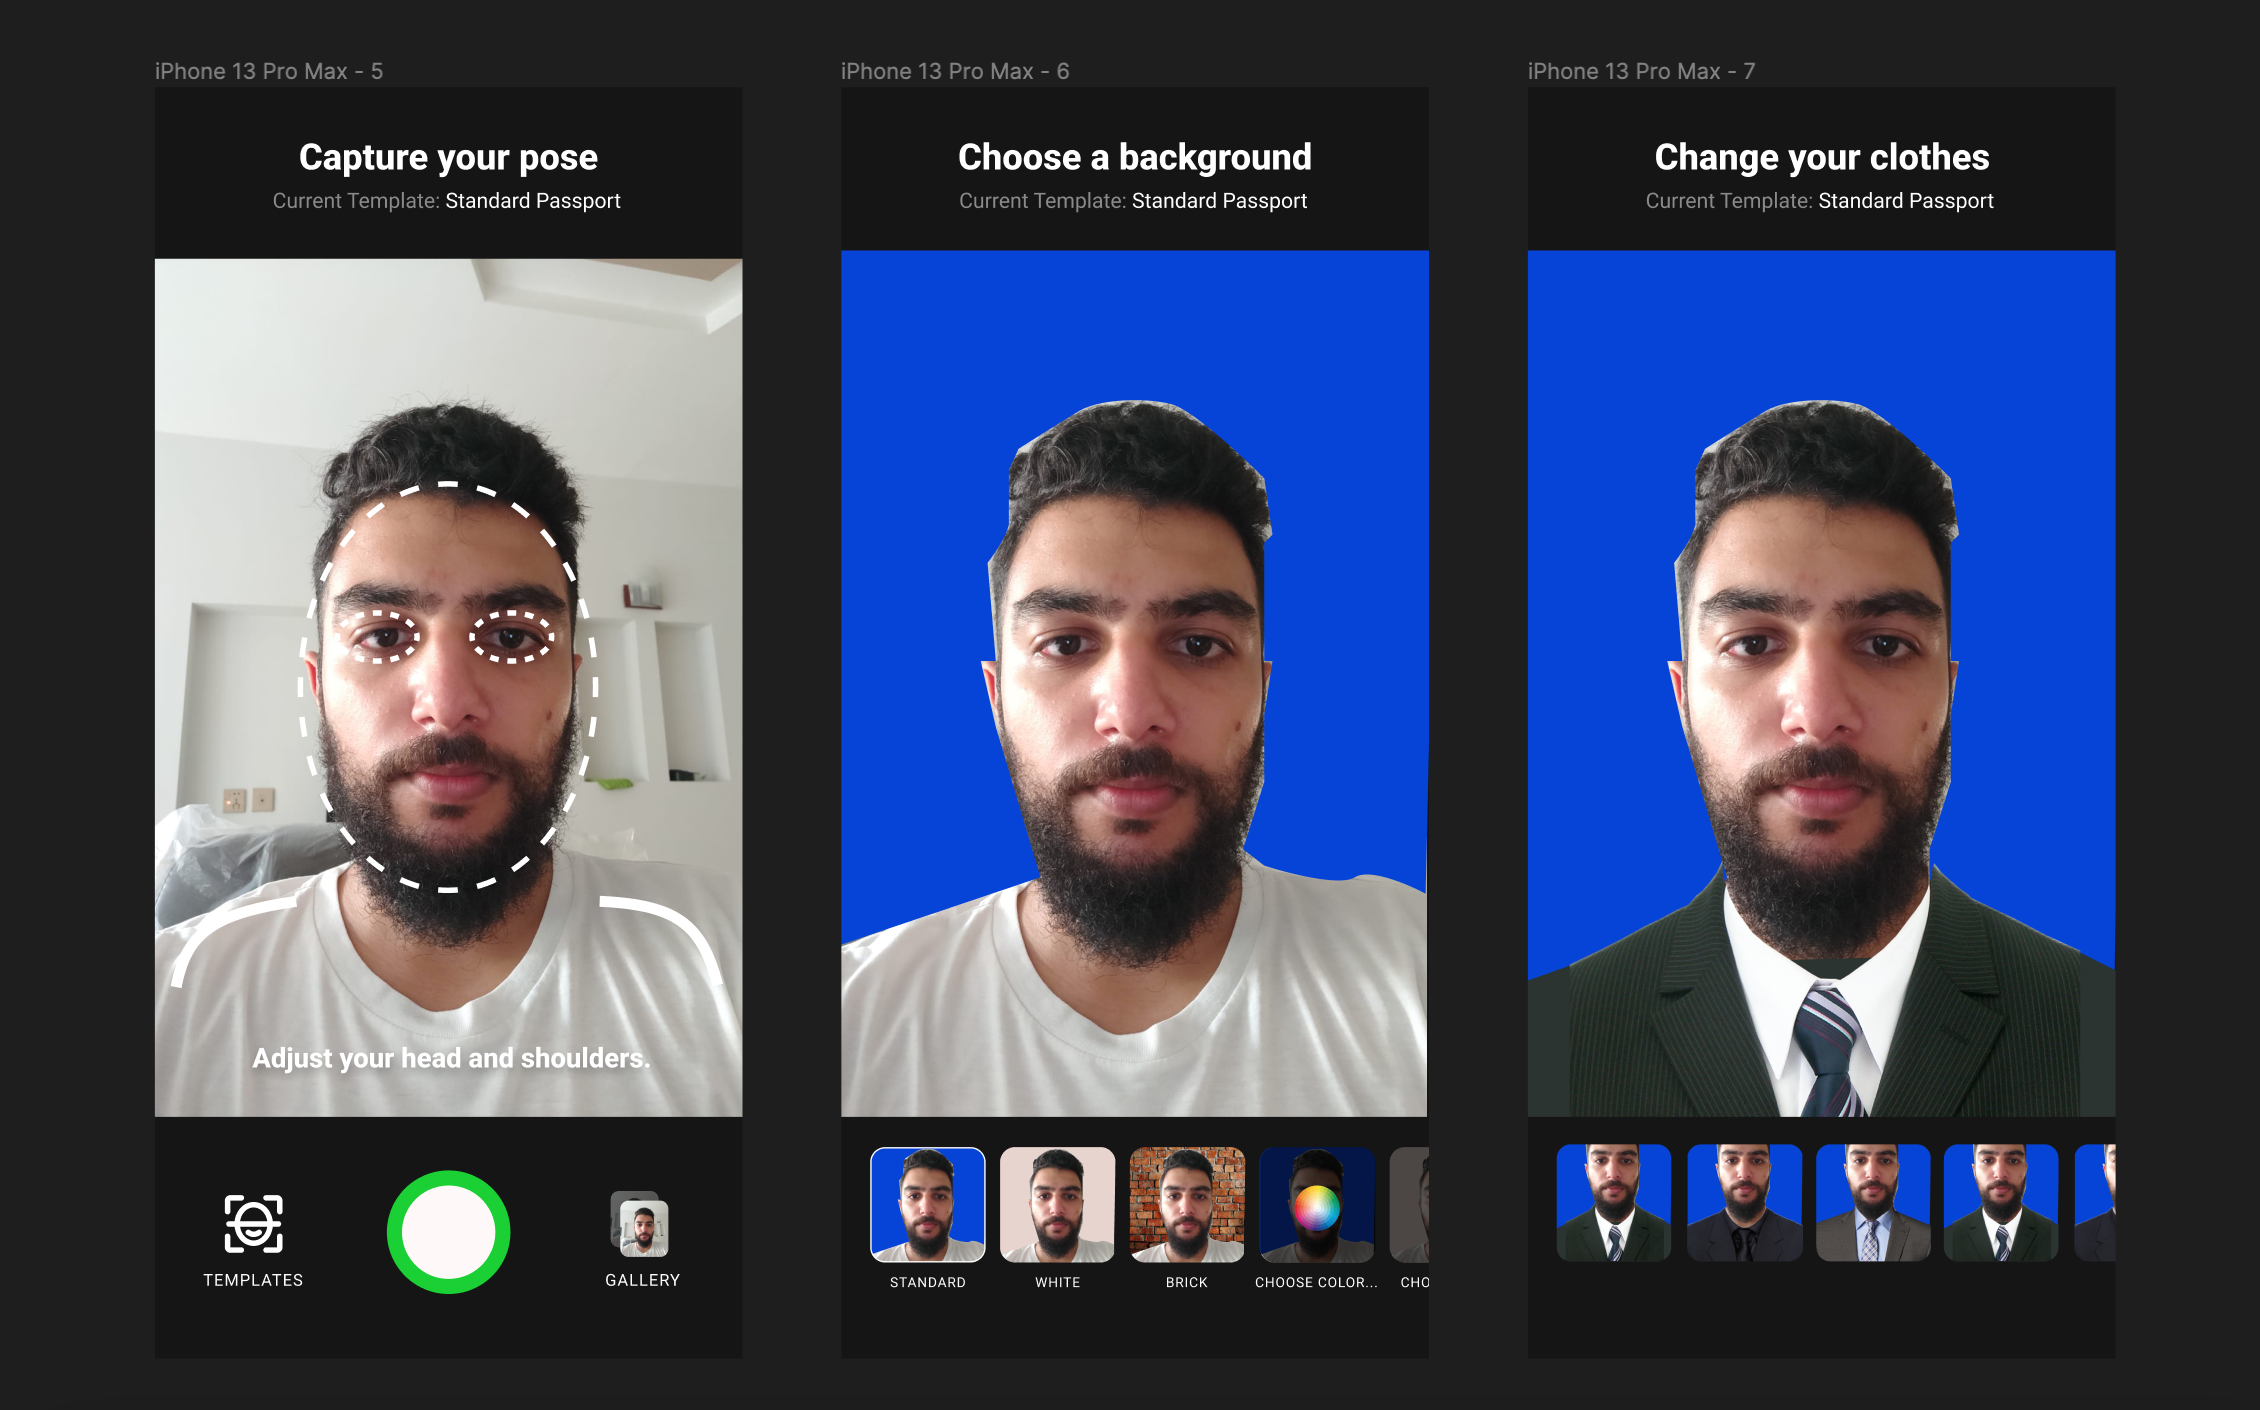 iPhone 13 Pro Max - 5
Capture your pose
Current Template: Standard Passport
Adjust your head and shoulders.
TEMPLATES
GALLERY
iPhone 13 Pro Max - 6
Choose a background
Current Template: Standard Passport
STANDARD
WHITE
BRICK
CHOOSE COLOR...
CHO
iPhone 13 Pro Max - 7
Change your clothes
Current Template: Standard Passport